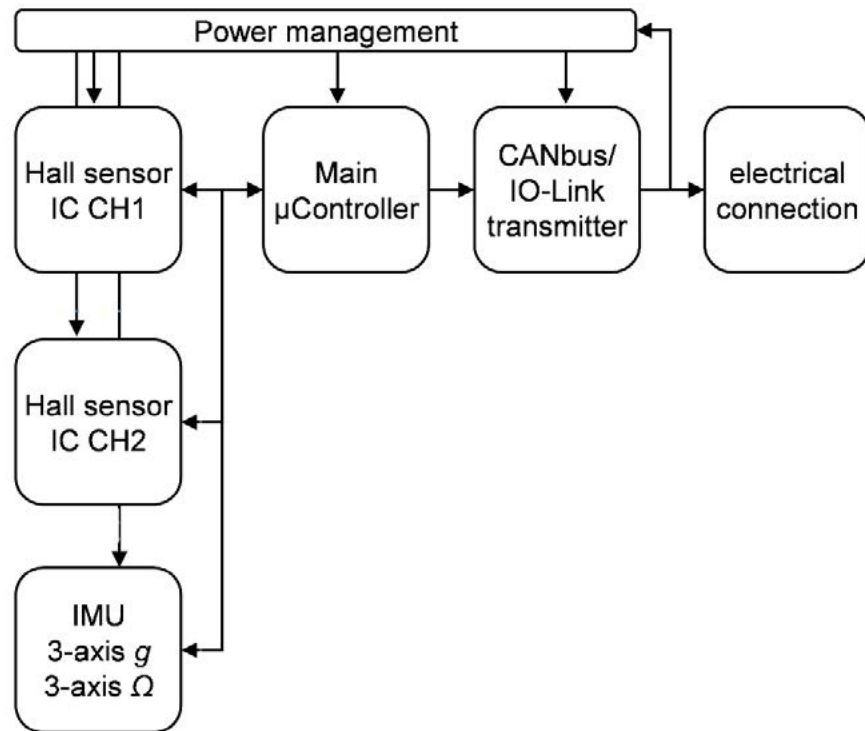 Power management
Hall sensor
IC CH1
Main
μController
CANbus/
IO-Link
transmitter
electrical
connection
Hall sensor
IC CH2
IMU
3-axis g
3-axis Ω